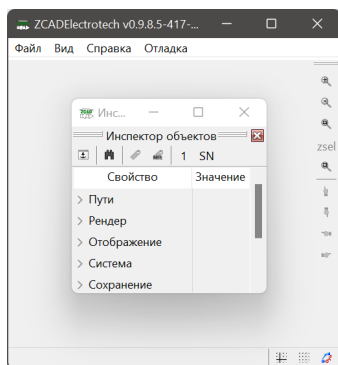 ZCADElectrotech v0.9.8.5-417-...
Файл Вид Справка Отладка
Инс...
Инспектор объектов
1 SN
Свойство Значение
Пути
Рендер
Отображение
Система
Сохранение
zsel